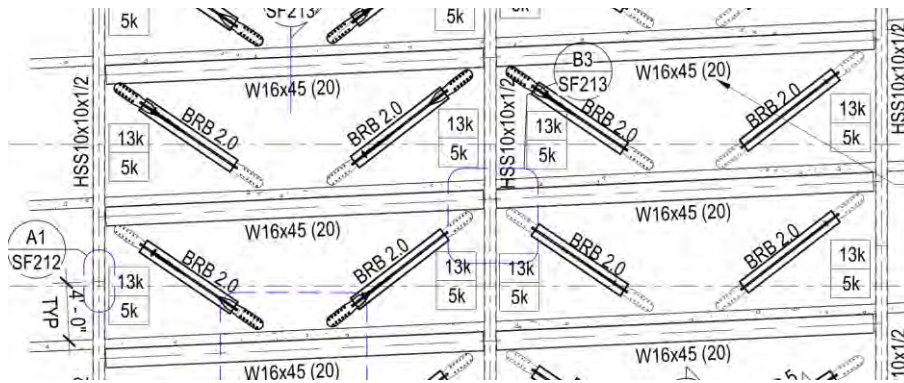 SF213
5k
5k
5k
5k
W16x45 (20)
W16x45 (20)
HSS10x10x1/2
BRB 2.0
BRB 2.0
HSS10x10x1/2
B3
SF213
BRB 2.0
BRB 2.0
HSS10x10x1/2
13k
5k
13k
5k
13k
5k
13k
5k
W16x45 (20)
W16x45 (20)
A1
SF212
4' - 0"
TYP
BRB 2.0
BRB 2.0
BRB 2.0
BRB 2.0
13k
5k
13k
5k
13k
5k
13k
5k
W16x45 (20)
W16x45 (20)